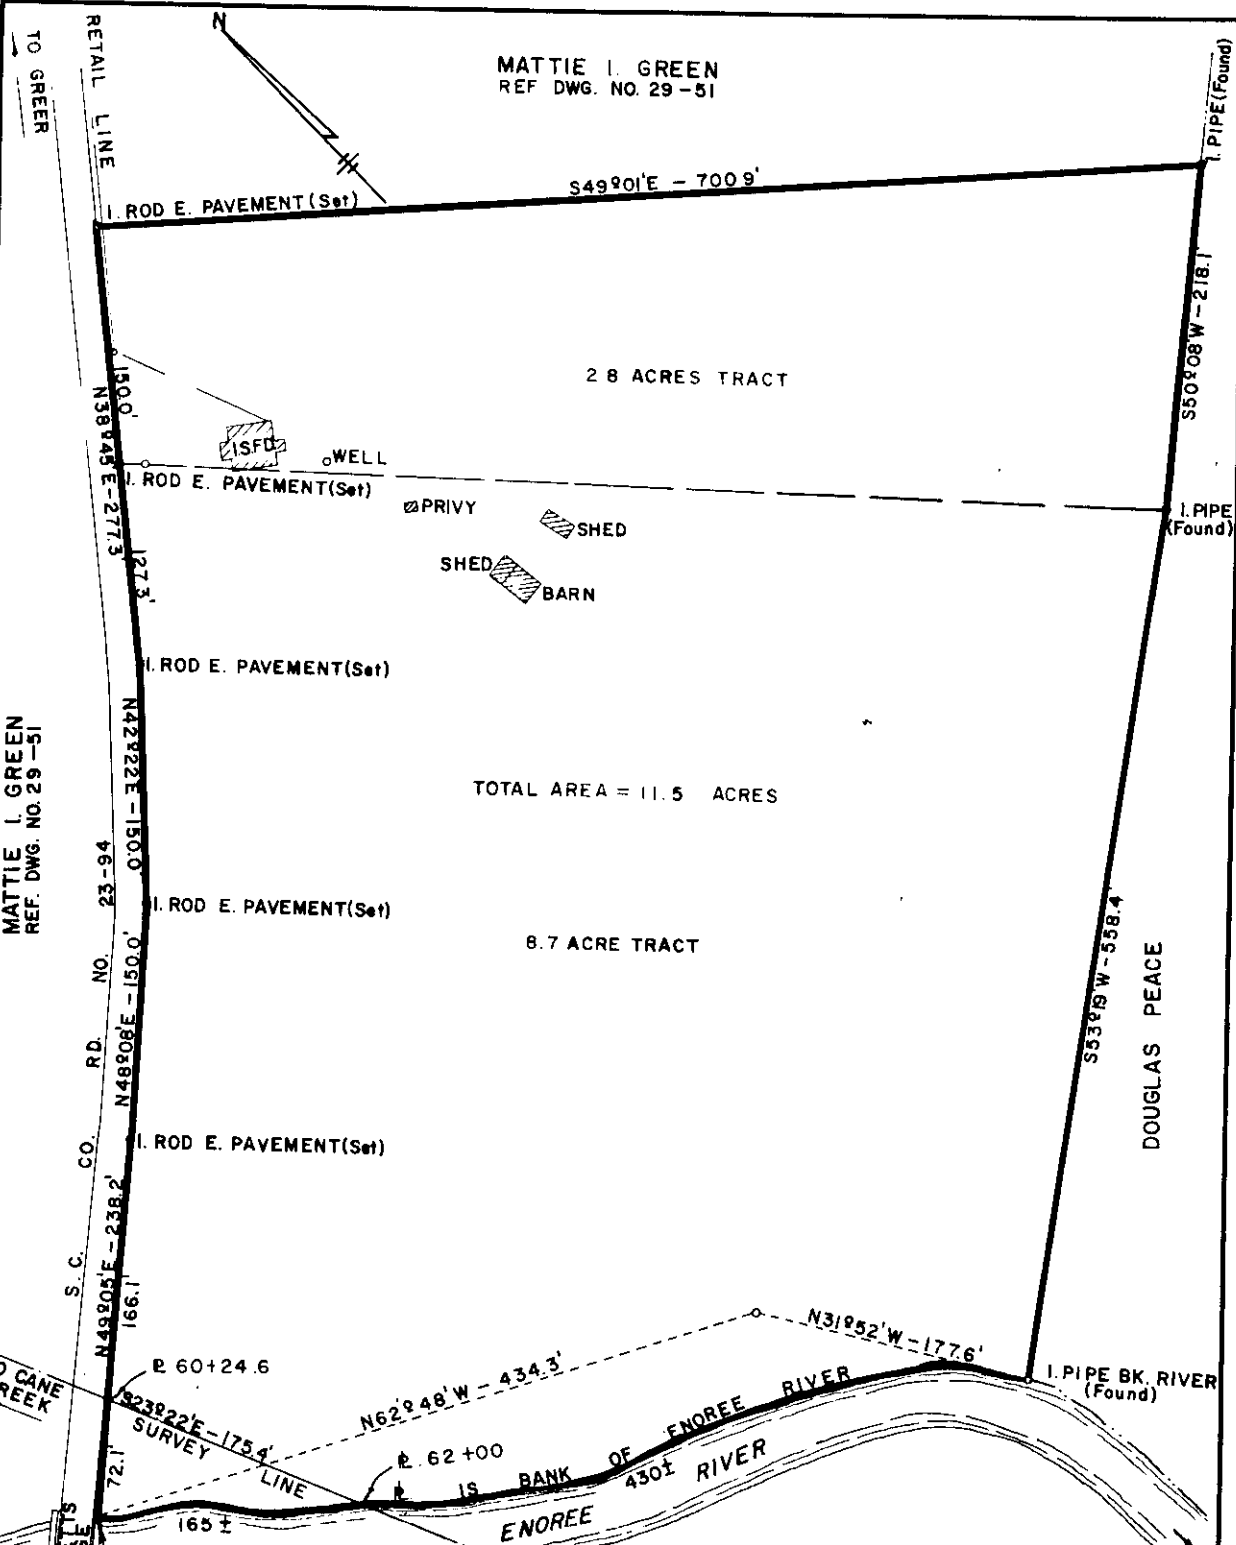 N
MATTIE I. GREEN
REF DWG. NO. 29-51
TO GREER
RETAIL LINE
I. PIPE (Found)
S49°01'E - 700.9'
I. ROD E. PAVEMENT (Set)
S50°08'W - 218.1'
2.8 ACRES TRACT
150.0'
N38°45'E - 277.3'
I.S.F.D.
WELL
I. ROD E. PAVEMENT (Set)
PRIVY
SHED
I. PIPE
(Found)
127.3'
SHED
BARN
I. ROD E. PAVEMENT (Set)
MATTIE I. GREEN
REF. DWG. NO. 29-51
N42°22'E - 150.0'
TOTAL AREA = 11.5 ACRES
I. ROD E. PAVEMENT (Set)
8.7 ACRE TRACT
S53°19'W - 558.4'
DOUGLAS PEACE
S. C. CO. RD. NO. 23-94
N48°08'E - 150.0'
I. ROD E. PAVEMENT (Set)
N49°05'E - 238.2'
166.1'
N31°52'W - 177.6'
I. PIPE BK. RIVER
(Found)
CANE
REEK
℄ 60+24.6
S23°22'E - 175.4'
SURVEY LINE
N62°48'W - 434.3'
72.1'
℄ 62+00
℄ IS BANK OF ENOREE RIVER
430±
165±
ENOREE RIVER